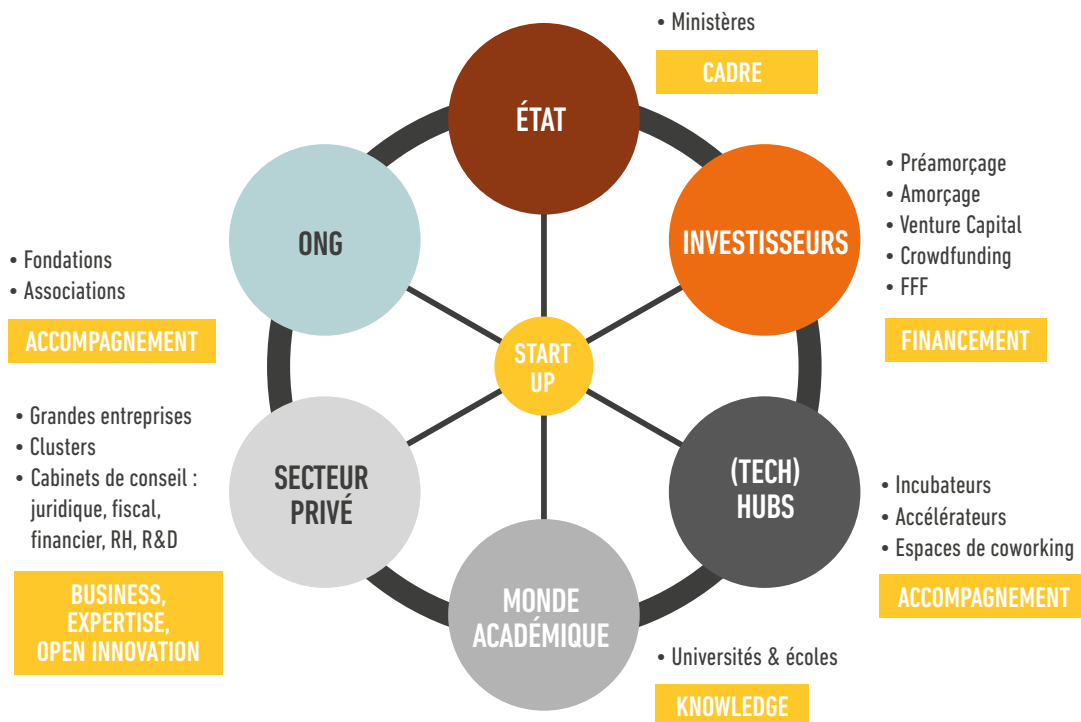 • Ministères
CADRE
ÉTAT
ONG
INVESTISSEURS
• Préamorçage
• Amorçage
• Venture Capital
• Crowdfunding
• FFF
FINANCEMENT
• Fondations
• Associations
ACCOMPAGNEMENT
START
UP
• Grandes entreprises
• Clusters
• Cabinets de conseil :
juridique, fiscal,
financier, RH, R&D
BUSINESS,
EXPERTISE,
OPEN INNOVATION
SECTEUR
PRIVÉ
(TECH)
HUBS
• Incubateurs
• Accélérateurs
• Espaces de coworking
ACCOMPAGNEMENT
MONDE
ACADÉMIQUE
• Universités & écoles
KNOWLEDGE